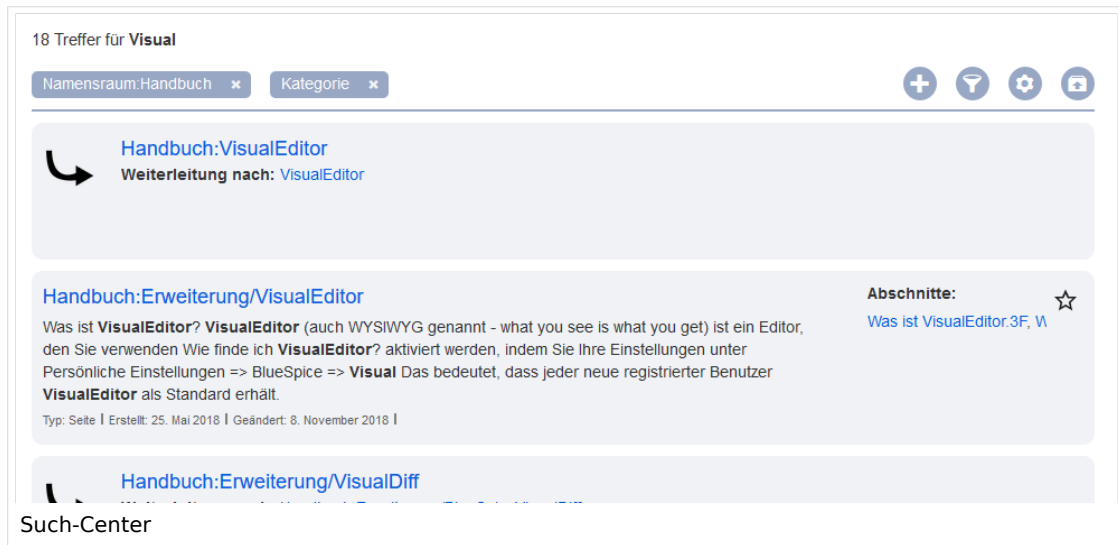 18 Treffer für Visual
Namensraum:Handbuch ×
Kategorie ×
Handbuch:VisualEditor
Weiterleitung nach: VisualEditor
Handbuch:Erweiterung/VisualEditor
Was ist VisualEditor? VisualEditor (auch WYSIWYG genannt - what you see is what you get) ist ein Editor,
den Sie verwenden Wie finde ich VisualEditor? aktiviert werden, indem Sie Ihre Einstellungen unter
Persönliche Einstellungen => BlueSpice => Visual Das bedeutet, dass jeder neue registrierter Benutzer
VisualEditor als Standard erhält.
Typ: Seite | Erstellt: 25. Mai 2018 | Geändert: 8. November 2018 |
Abschnitte:
Was ist VisualEditor.3F, W
Handbuch:Erweiterung/VisualDiff
Such-Center